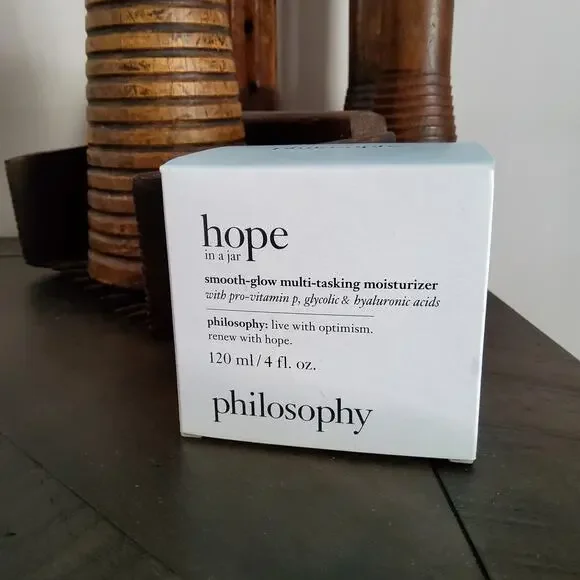 hope
in a jar
smooth-glow multi-tasking moisturizer
with pro-vitamin p, glycolic & hyaluronic acids
philosophy: live with optimism.
renew with hope.
120 ml/4 fl. oz.
philosophy